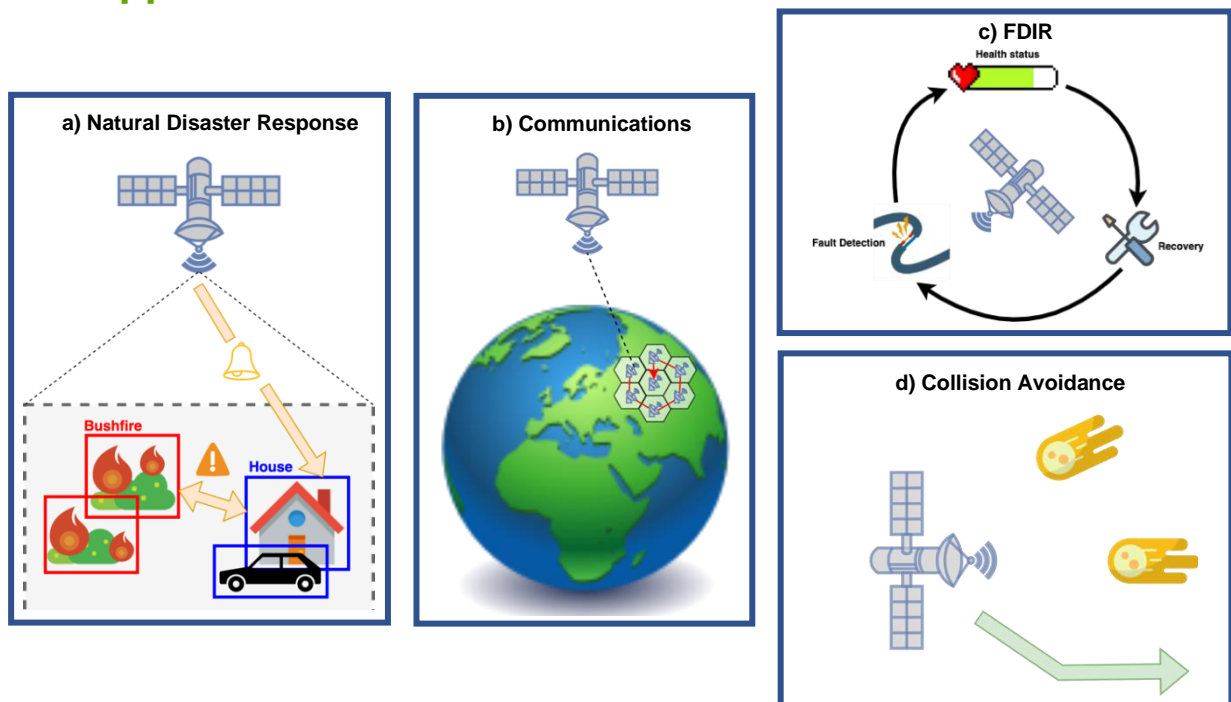 a) Natural Disaster Response
Bushfire
House
b) Communications
c) FDIR
Health status
Fault Detection
Recovery
d) Collision Avoidance